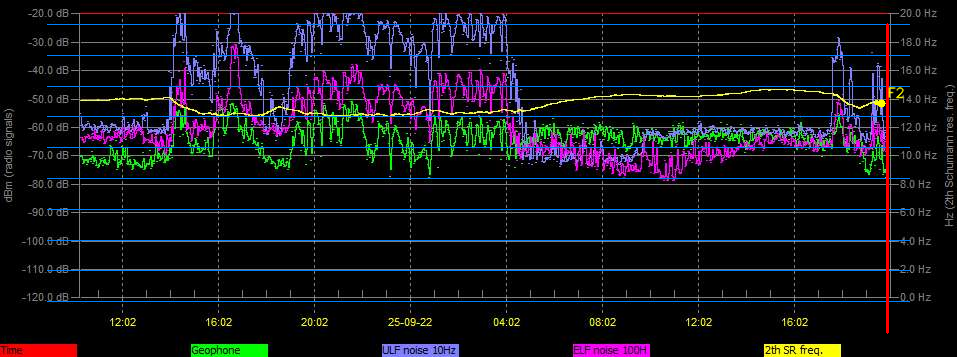 -20.0 dB 20.0 Hz
-30.0 dB 18.0 Hz
-40.0 dB 16.0 Hz
-50.0 dB 14.0 Hz
F2
-60.0 dB 12.0 Hz
-70.0 dB 10.0 Hz
-80.0 dB 8.0 Hz
-90.0 dB 6.0 Hz
-100.0 dB 4.0 Hz
-110.0 dB 2.0 Hz
-120.0 dB 0.0 Hz
dBm (radio signals)
Hz (2th Schumann res. freq.)
12:02 16:02 20:02 25-09-22 04:02 08:02 12:02 16:02
Time Geophone ULF noise 10Hz ELF noise 100H 2th SR freq.